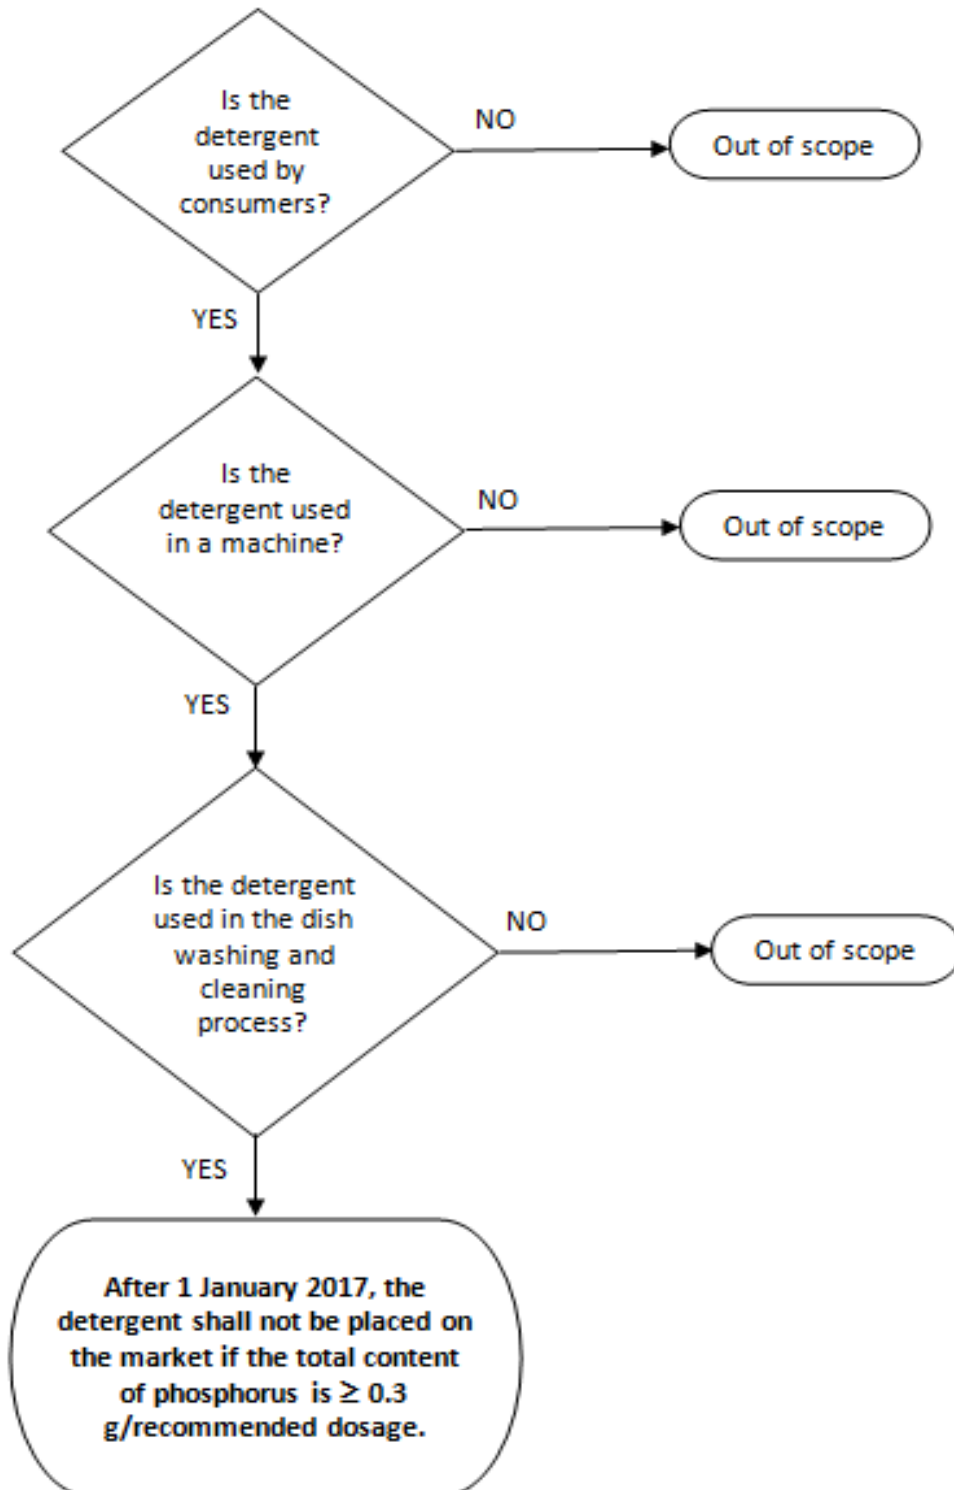 Is the
detergent
used by
consumers?
NO
Out of scope
YES
Is the
detergent used
in a machine?
NO
Out of scope
YES
Is the detergent
used in the dish
washing and
cleaning
process?
NO
Out of scope
YES
After 1 January 2017, the
detergent shall not be placed on
the market if the total content
of phosphorus is ≥ 0.3
g/recommended dosage.